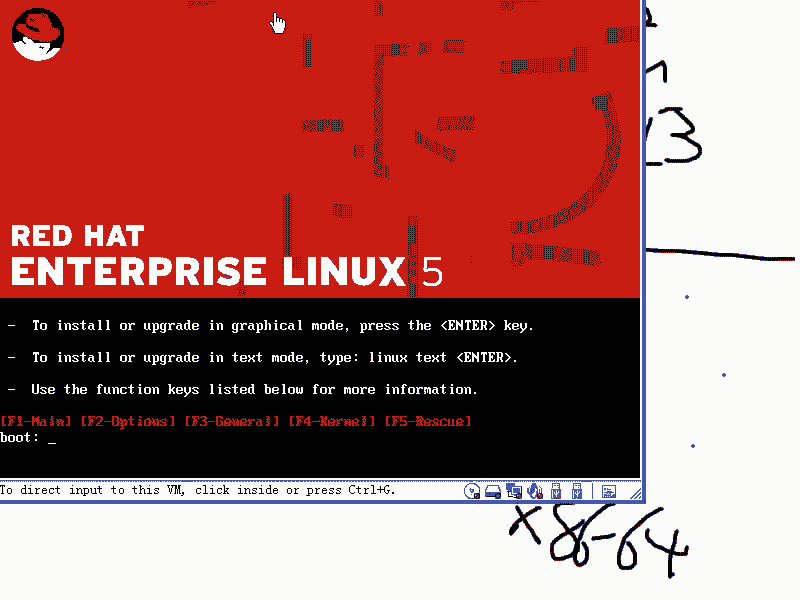 RED HAT
ENTERPRISE LINUX 5
- To install or upgrade in graphical mode, press the <ENTER> key.
- To install or upgrade in text mode, type: linux text <ENTER>.
- Use the function keys listed below for more information.
[F1-Main] [F2-Options] [F3-General] [F4-Kernel] [F5-Rescue]
boot: _
To direct input to this VM, click inside or press Ctrl+G.
x86-64